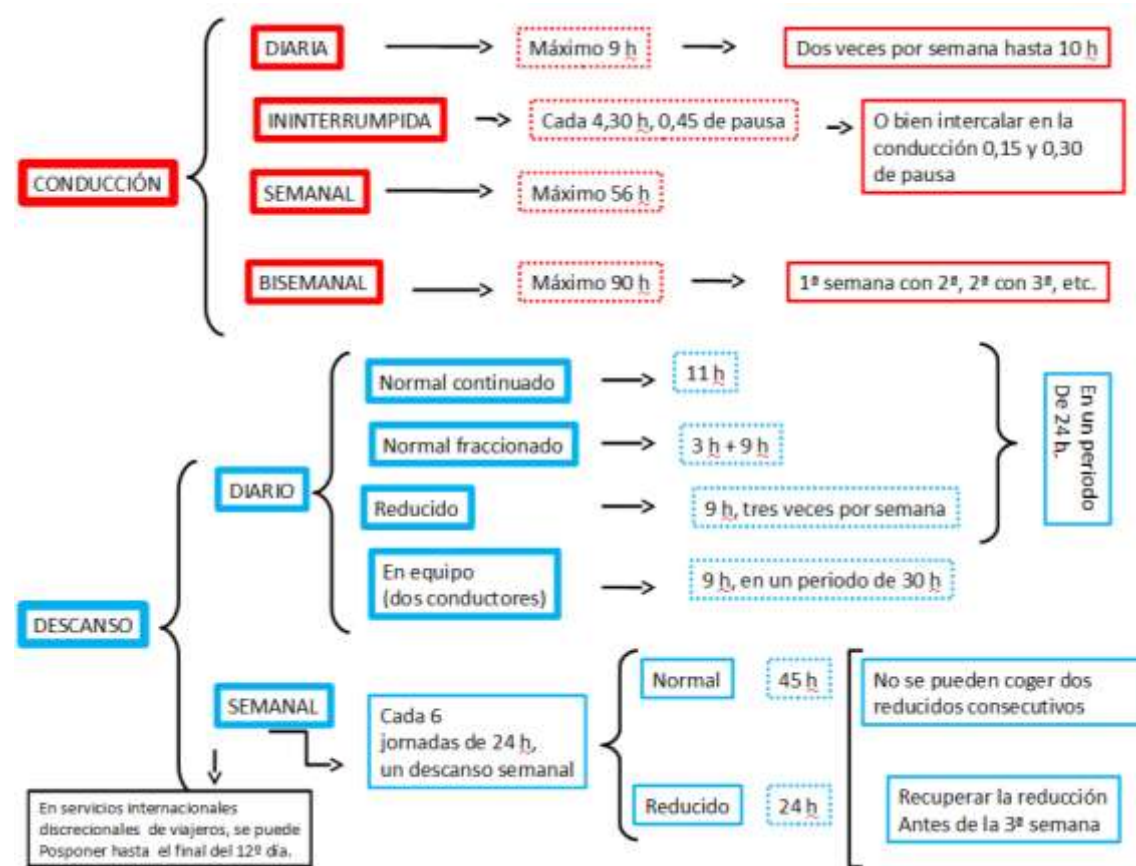 CONDUCCIÓN
DIARIA
Máximo 9 h
Dos veces por semana hasta 10 h
ININTERRUMPIDA
Cada 4,30 h, 0,45 de pausa
O bien intercalar en la
conducción 0,15 y 0,30
de pausa
SEMANAL
Máximo 56 h
BISEMANAL
Máximo 90 h
1ª semana con 2ª, 2ª con 3ª, etc.
DESCANSO
DIARIO
Normal continuado
11 h
Normal fraccionado
3 h + 9 h
Reducido
9 h, tres veces por semana
En equipo
(dos conductores)
9 h, en un periodo de 30 h
En un periodo
De 24 h.
SEMANAL
Cada 6
jornadas de 24 h,
un descanso semanal
Normal
45 h
No se pueden coger dos
reducidos consecutivos
Reducido
24 h
Recuperar la reducción
Antes de la 3ª semana
En servicios internacionales
discrecionales de viajeros, se puede
Posponer hasta el final del 12º día.